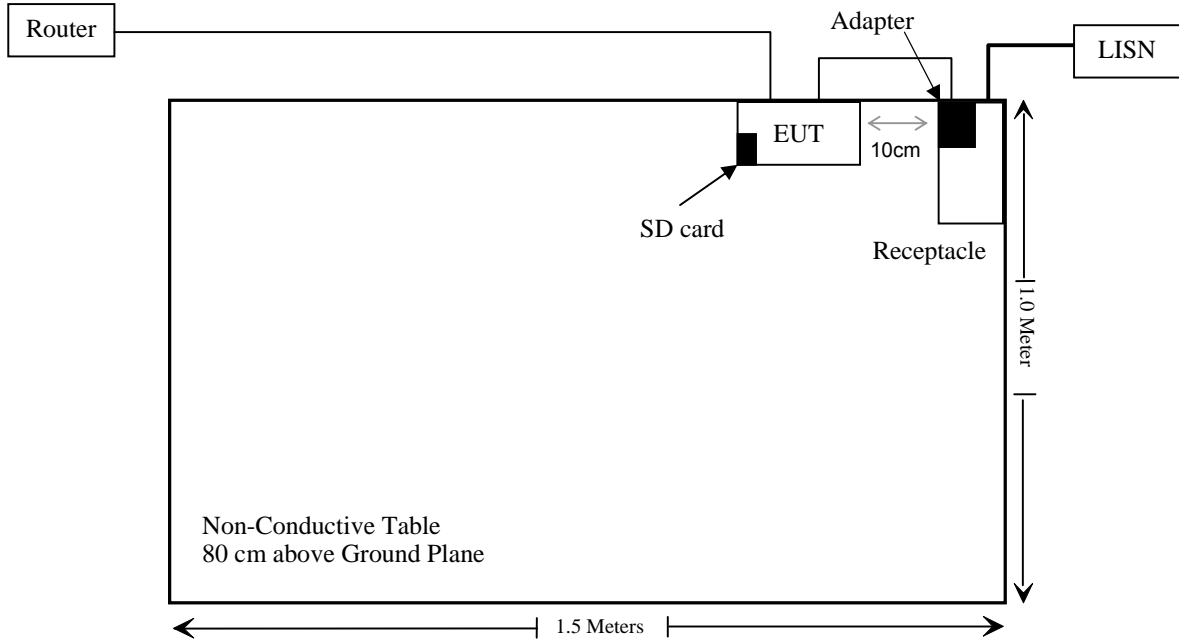 Router
Adapter
LISN
EUT
10cm
SD card
Receptacle
1.0 Meter
Non-Conductive Table
80 cm above Ground Plane
1.5 Meters